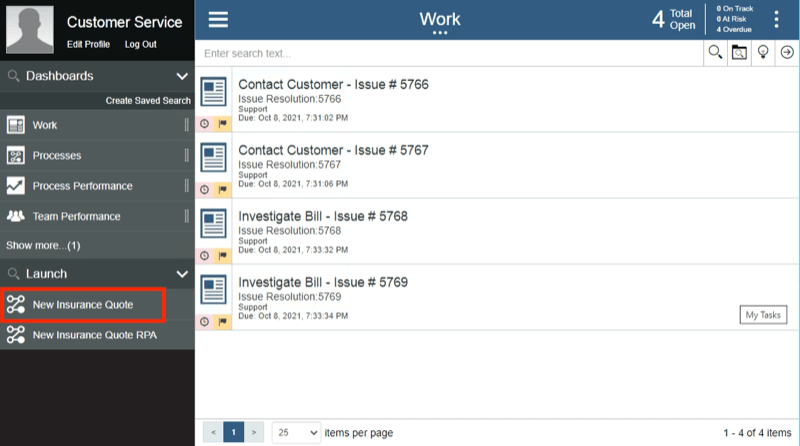 Customer Service
Edit Profile Log Out
Dashboards
Create Saved Search
Work
Processes
Process Performance
Team Performance
Show more...(1)
Launch
New Insurance Quote
New Insurance Quote RPA
Work
4 Total Open
0 On Track
0 At Risk
4 Overdue
Enter search text...
Contact Customer - Issue # 5766
Issue Resolution:5766
Support
Due: Oct 8, 2021, 7:31:02 PM
Contact Customer - Issue # 5767
Issue Resolution:5767
Support
Due: Oct 8, 2021, 7:31:06 PM
Investigate Bill - Issue # 5768
Issue Resolution:5768
Support
Due: Oct 8, 2021, 7:33:32 PM
Investigate Bill - Issue # 5769
Issue Resolution:5769
Support
Due: Oct 8, 2021, 7:33:34 PM
My Tasks
< 1 > 25 items per page
1 - 4 of 4 items